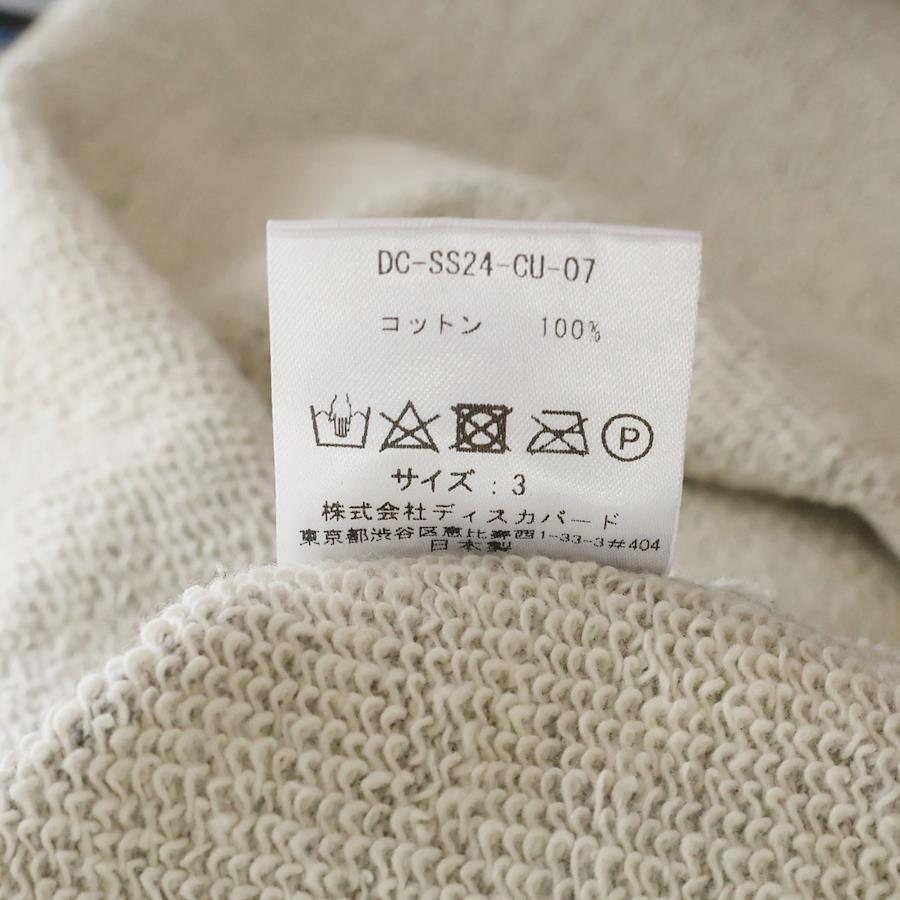 DC-SS24-CU-07
コットン 100%
P
サイズ : 3
株式会社ディスカバード
東京都渋谷区恵比寿西1-33-3#404
日本製